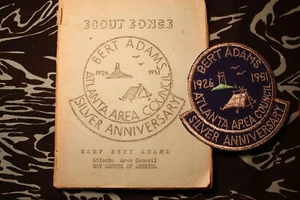 SCOUT SONGS
BERT ADAMS
1926 1951
ATLANTA AREA COUNCIL
SILVER ANNIVERSARY
CAMP BERT ADAMS
Atlanta Area Council
BOY SCOUTS OF AMERICA
BERT ADAMS
1926 1951
ATLANTA AREA COUNCIL
SILVER ANNIVERSARY